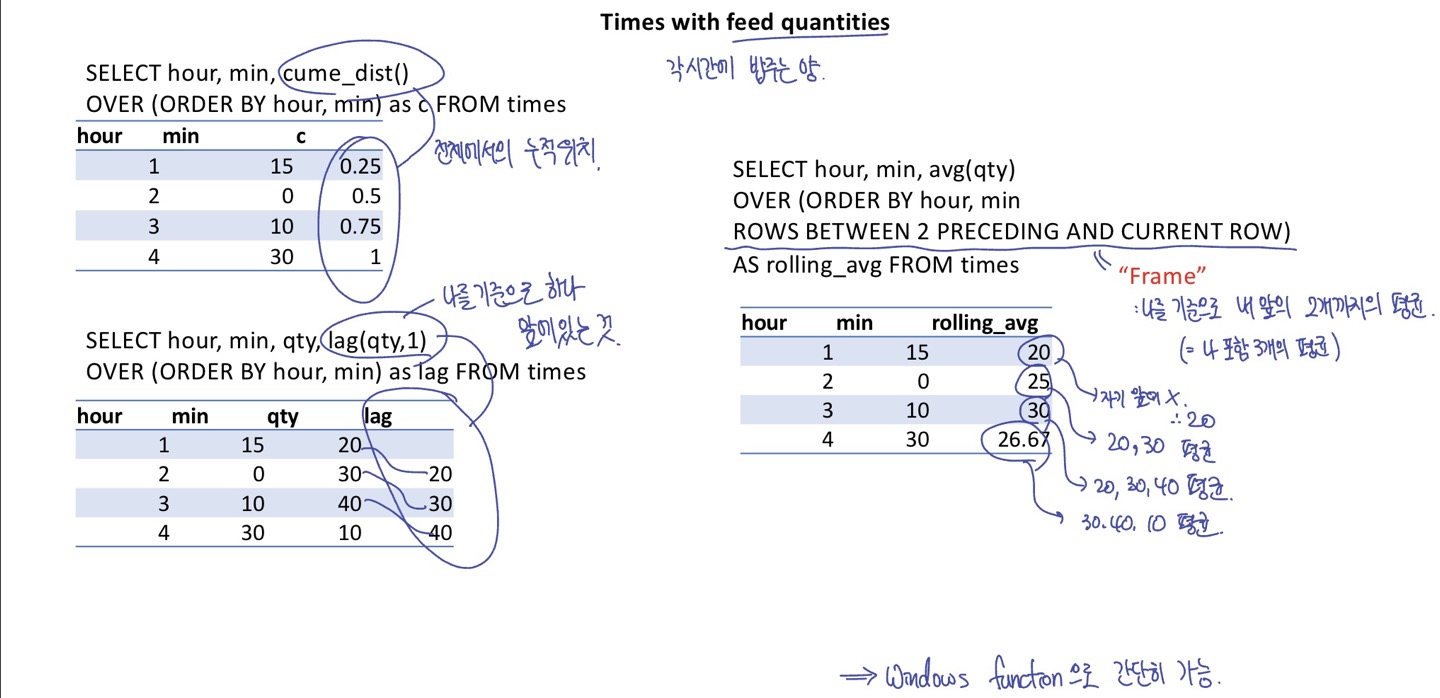 Times with feed quantities
각시간에 밥주는 양.
SELECT hour, min, cume_dist()
OVER (ORDER BY hour, min) as c FROM times
hour min c
1 15 0.25
2 0 0.5
3 10 0.75
4 30 1
전체에서의 누적위치.
나를 기준으로 하나
앞에있는 것.
SELECT hour, min, qty, lag(qty,1)
OVER (ORDER BY hour, min) as lag FROM times
hour min qty lag
1 15 20
2 0 30 20
3 10 40 30
4 30 10 40
SELECT hour, min, avg(qty)
OVER (ORDER BY hour, min
ROWS BETWEEN 2 PRECEDING AND CURRENT ROW)
AS rolling_avg FROM times
“Frame”
: 나를 기준으로 내 앞의 2개까지의 평균.
(= 나 포함 3개의 평균)
hour min rolling_avg
1 15 20
2 0 25
3 10 30
4 30 26.67
자기 앞에 X.
∴ 20
20, 30 평균
20, 30, 40 평균.
30. 40. 10 평균.
⇒ Windows function으로 간단히 가능.